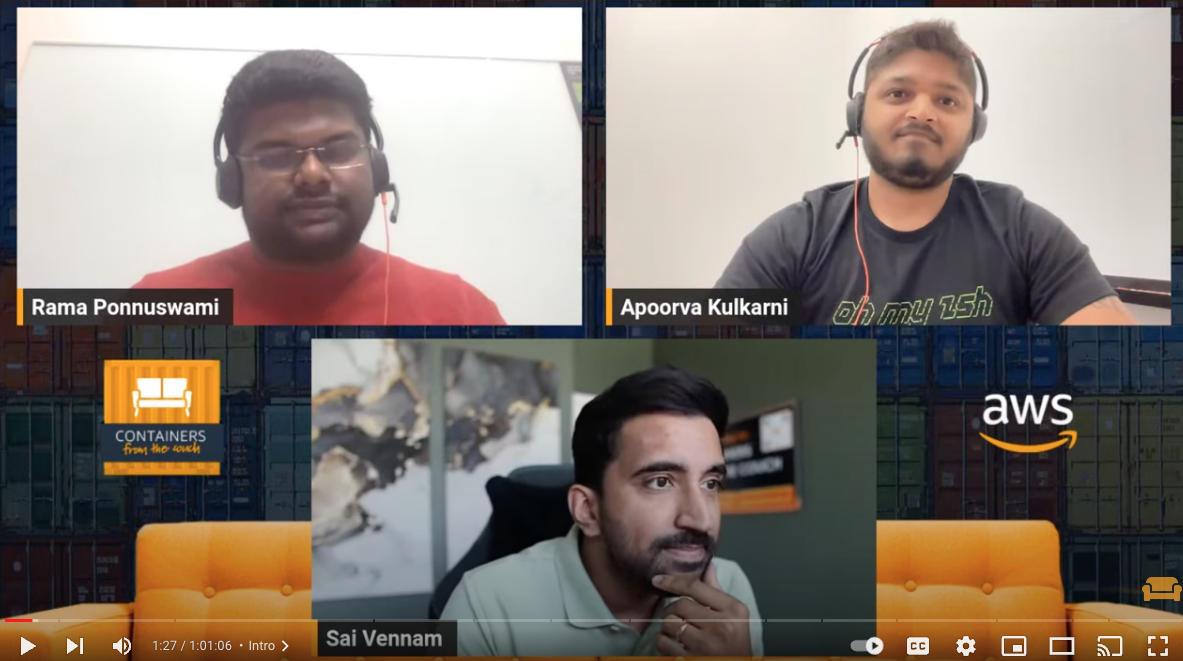 Rama Ponnuswami
oh my zsh
Apoorva Kulkarni
CONTAINERS
from the couch
aws
Sai Vennam
1:27 / 1:01:06 • Intro
CC